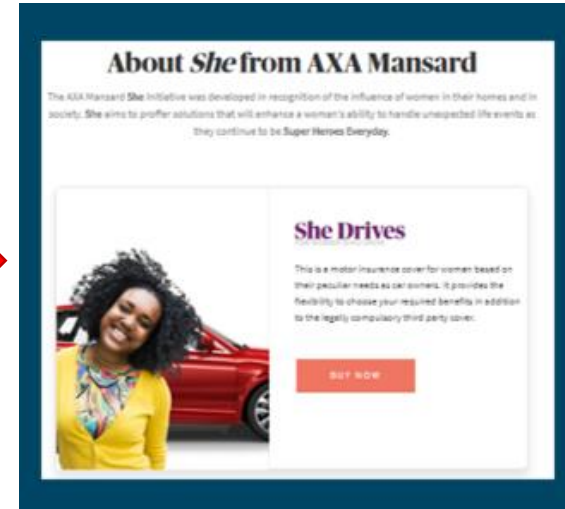 About She from AXA Mansard
The AXA Mansard She Initiative was developed in recognition of the influence of women in their homes and in
society. She aims to proffer solutions that will enhance a woman's ability to handle unexpected life events as
they continue to be Super Heroes Everyday.
She Drives
This is a motor insurance cover for women based on
their peculiar needs as car owners. It provides the
flexibility to choose your required benefits in addition
to the legally compulsory third party cover.
BUY NOW